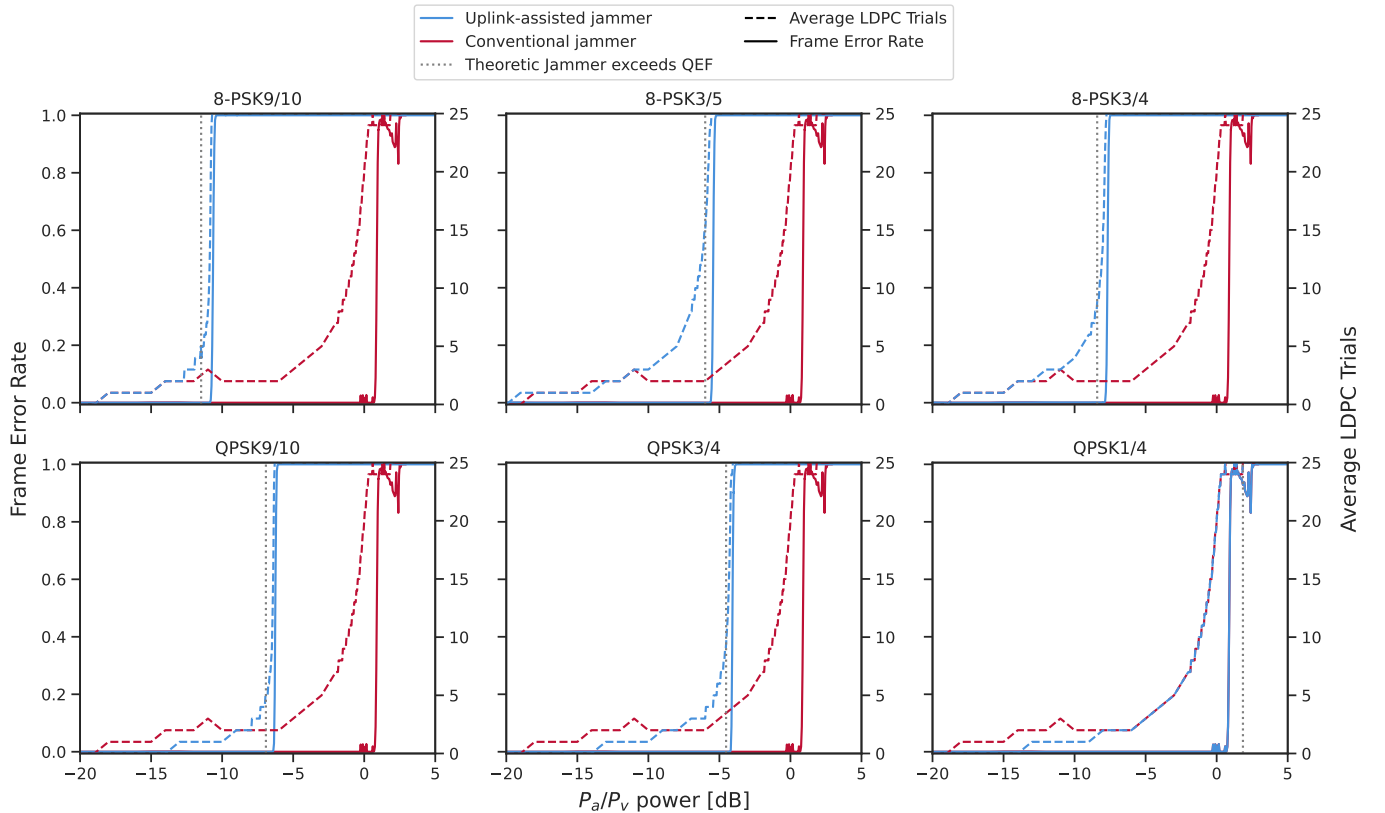 Uplink-assisted jammer
Conventional jammer
Theoretic Jammer exceeds QEF
Average LDPC Trials
Frame Error Rate
8-PSK9/10
8-PSK3/5
8-PSK3/4
1.0
0.8
0.6
0.4
0.2
0.0
25
20
15
10
5
0
25
20
15
10
5
0
25
20
15
10
5
0
QPSK9/10
QPSK3/4
QPSK1/4
1.0
0.8
0.6
0.4
0.2
0.0
25
20
15
10
5
0
25
20
15
10
5
0
25
20
15
10
5
0
−20 −15 −10 −5 0 5
−20 −15 −10 −5 0 5
−20 −15 −10 −5 0 5
Frame Error Rate
Average LDPC Trials
Pa/Pv power [dB]